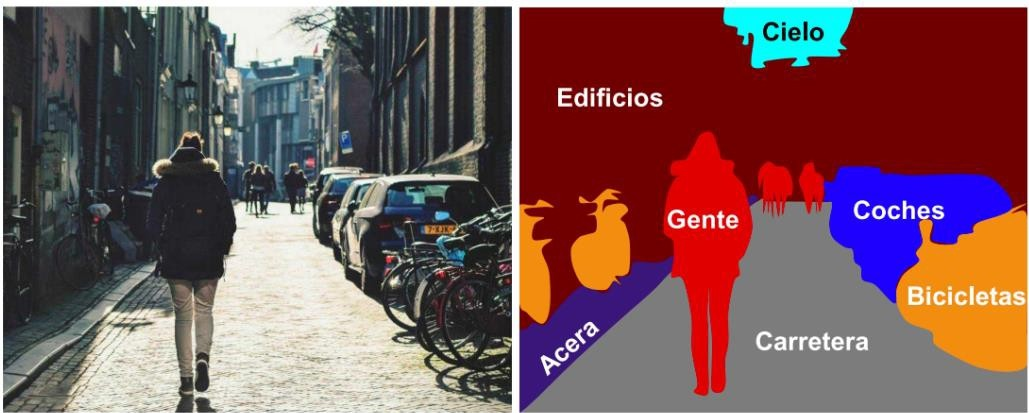 Cielo
Edificios
Gente
Coches
Bicicletas
Carretera
Acera
P